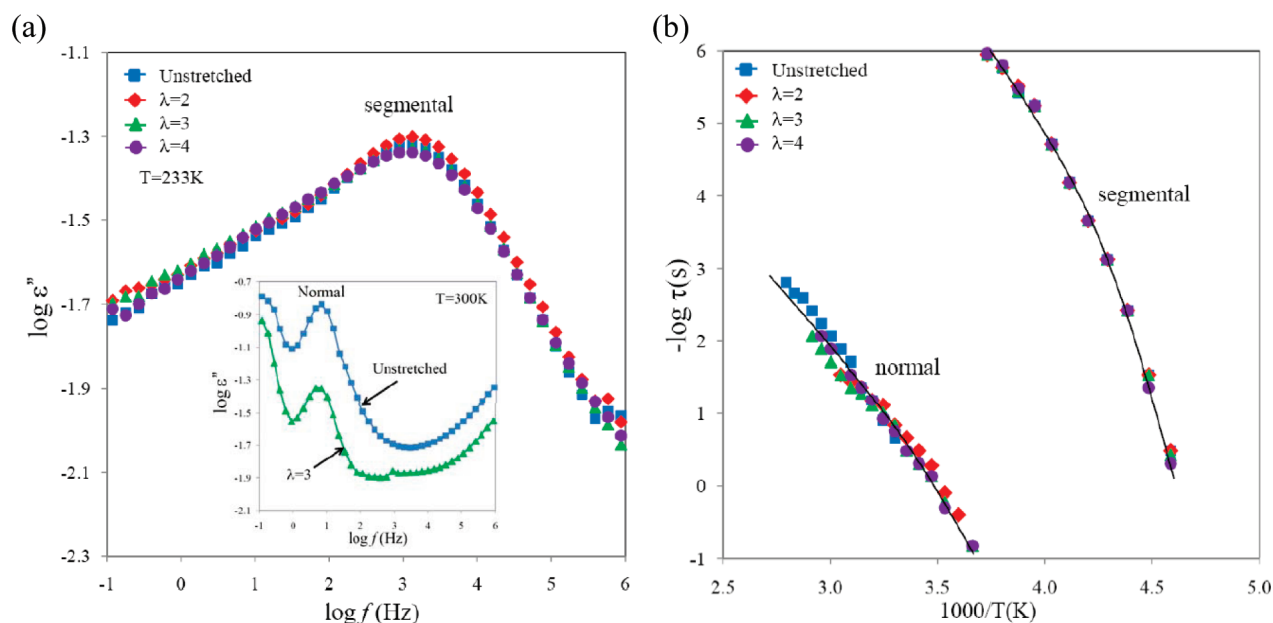 (a)
-1.1
-1.3
-1.5
-1.7
-1.9
-2.1
-2.3
log ε”
Unstretched
λ=2
λ=3
λ=4
T=233K
segmental
-0.7
-0.9
-1.1
-1.3
-1.5
-1.7
-1.9
-2.1
log ε”
Normal
T=300K
Unstretched
λ=3
-1 0 1 2 3 4 5 6
log f (Hz)
-1 0 1 2 3 4 5 6
log f (Hz)
(b)
6
5
4
3
2
1
0
-1
-log τ(s)
Unstretched
λ=2
λ=3
λ=4
segmental
normal
2.5 3.0 3.5 4.0 4.5 5.0
1000/T(K)